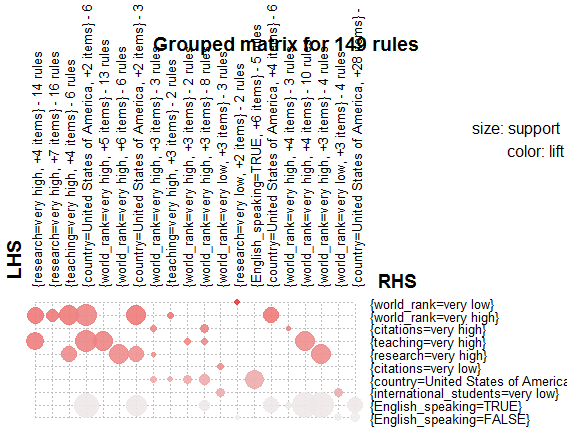 Grouped matrix for 149 rules
size: support
color: lift
LHS
{research=very high, +4 items} - 14 rules
{research=very high, +7 items} - 16 rules
{teaching=very high, +4 items} - 6 rules
{country=United States of America, +2 items} - 6
{world_rank=very high, +5 items} - 13 rules
{world_rank=very high, +6 items} - 6 rules
{country=United States of America, +2 items} - 3
{world_rank=very high, +3 items} - 3 rules
{teaching=very high, +3 items} - 2 rules
{world_rank=very high, +3 items} - 2 rules
{world_rank=very high, +3 items} - 8 rules
{world_rank=very low, +3 items} - 3 rules
{research=very low, +2 items} - 2 rules
{English_speaking=TRUE, +6 items} - 5 rules
{country=United States of America, +4 items} - 6
{world_rank=very high, +4 items} - 3 rules
{world_rank=very high, +4 items} - 10 rules
{world_rank=very high, +3 items} - 4 rules
{world_rank=very low, +3 items} - 4 rules
{country=United States of America, +28 items} -
RHS
{world_rank=very low}
{world_rank=very high}
{citations=very high}
{teaching=very high}
{research=very high}
{citations=very low}
{country=United States of America
{international_students=very low}
{English_speaking=TRUE}
{English_speaking=FALSE}